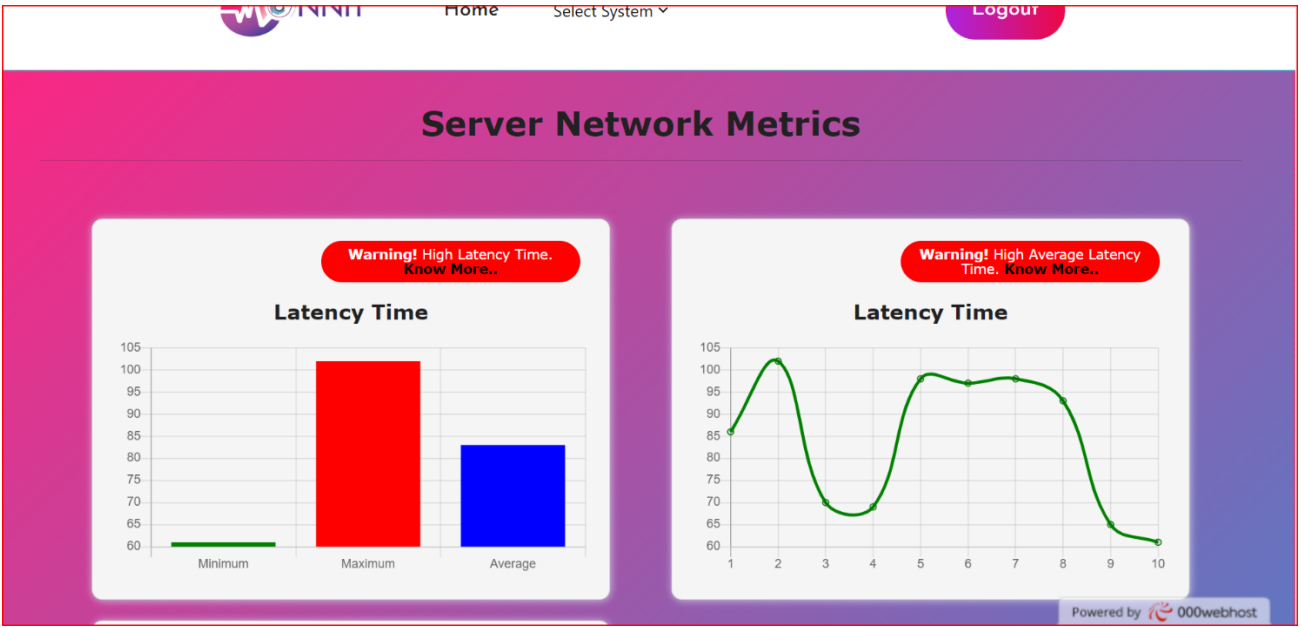 Home
Select System
Logout
Server Network Metrics
Warning! High Latency Time.
Know More..
Latency Time
105
100
95
90
85
80
75
70
65
60
Minimum
Maximum
Average
Warning! High Average Latency
Time. Know More..
Latency Time
105
100
95
90
85
80
75
70
65
60
1 2 3 4 5 6 7 8 9 10
Powered by 000webhost